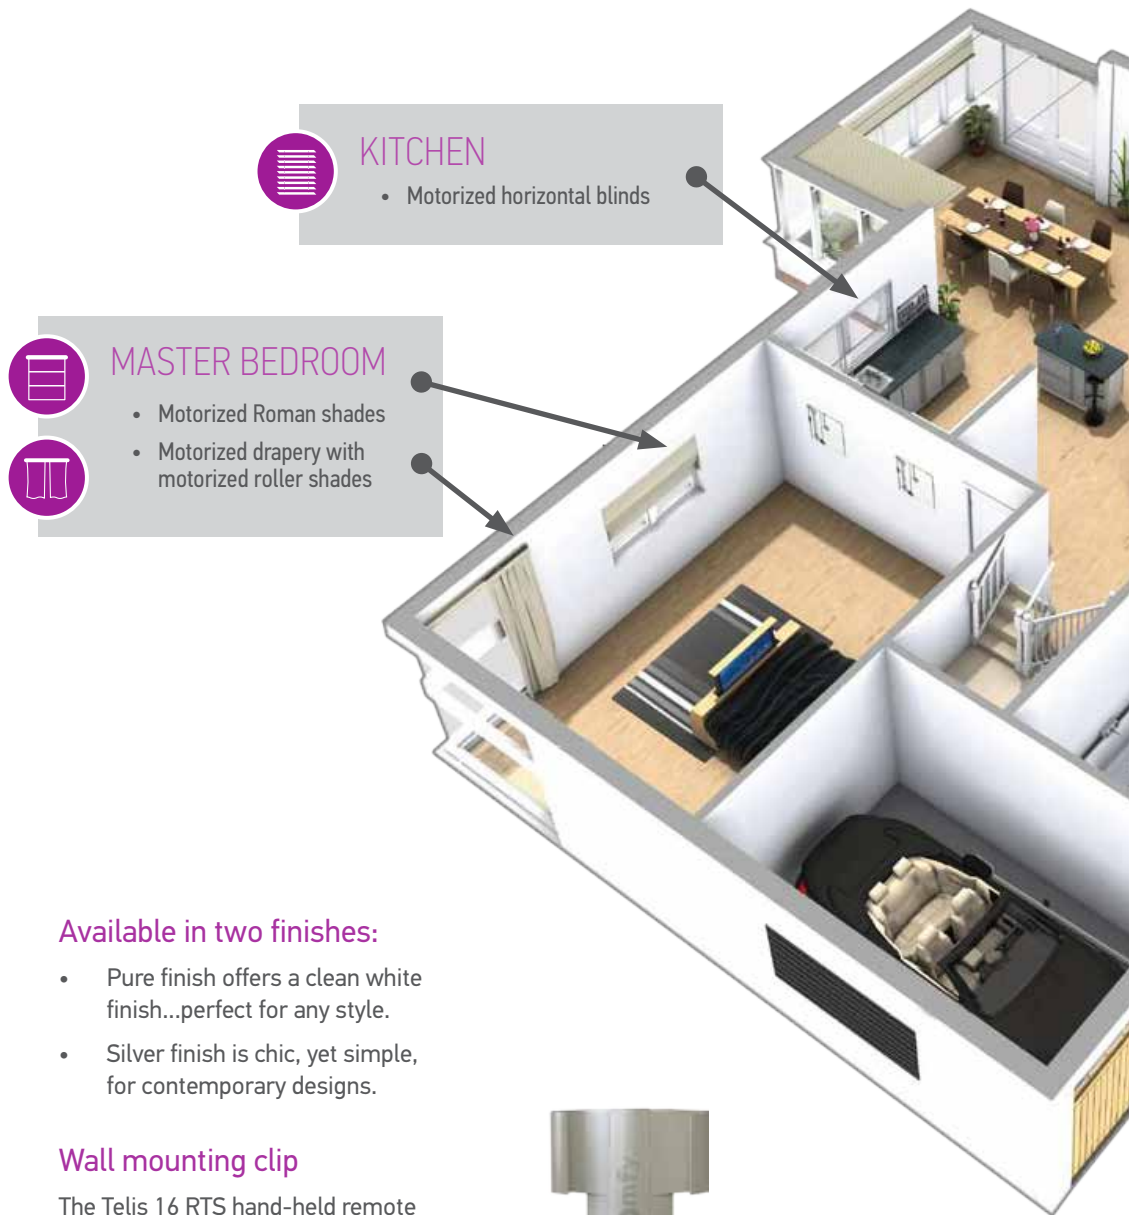 KITCHEN
• Motorized horizontal blinds
MASTER BEDROOM
• Motorized Roman shades
• Motorized drapery with
motorized roller shades
Available in two finishes:
• Pure finish offers a clean white
finish...perfect for any style.
• Silver finish is chic, yet simple,
for contemporary designs.
Wall mounting clip
The Telis 16 RTS hand-held remote